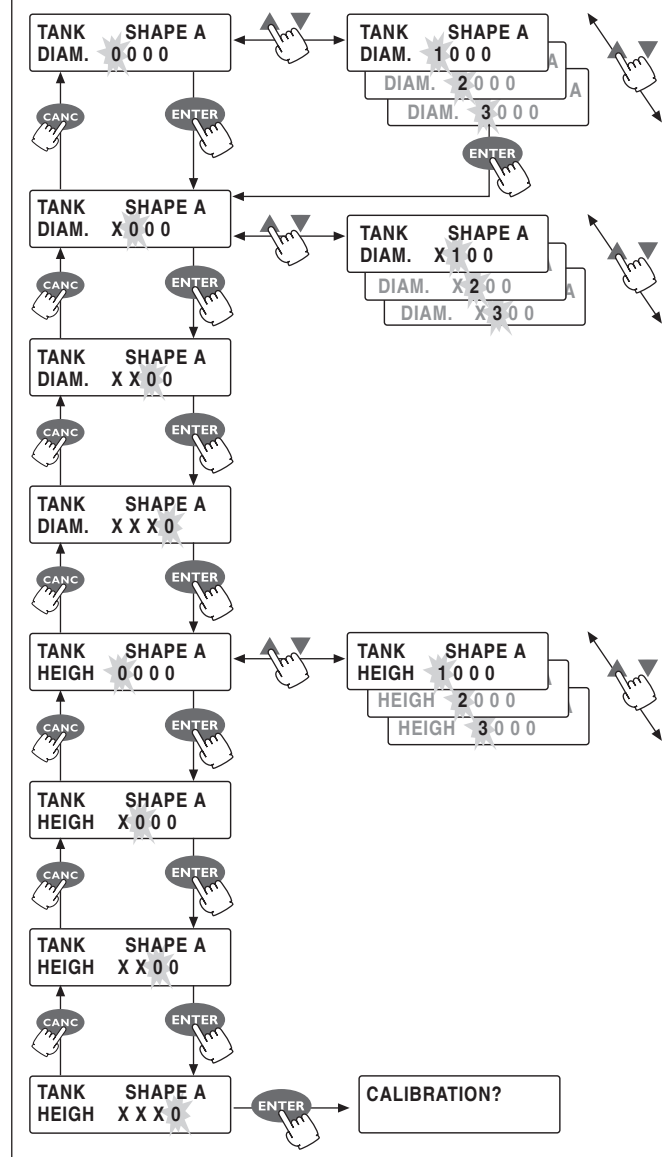 TANK SHAPE A
DIAM. 0 0 0 0
TANK SHAPE A
DIAM. 1 0 0 0
A
DIAM. 2 0 0 0
A
DIAM. 3 0 0 0
CANC
ENTER
ENTER
TANK SHAPE A
DIAM. X 0 0 0
TANK SHAPE A
DIAM. X 1 0 0
DIAM. X 2 0 0
A
DIAM. X 3 0 0
CANC
ENTER
TANK SHAPE A
DIAM. X X 0 0
CANC
ENTER
TANK SHAPE A
DIAM. X X X 0
CANC
ENTER
TANK SHAPE A
HEIGH 0 0 0 0
TANK SHAPE A
HEIGH 1 0 0 0
HEIGH 2 0 0 0
A
HEIGH 3 0 0 0
CANC
ENTER
TANK SHAPE A
HEIGH X 0 0 0
CANC
ENTER
TANK SHAPE A
HEIGH X X 0 0
CANC
ENTER
TANK SHAPE A
HEIGH X X X 0
ENTER
CALIBRATION?